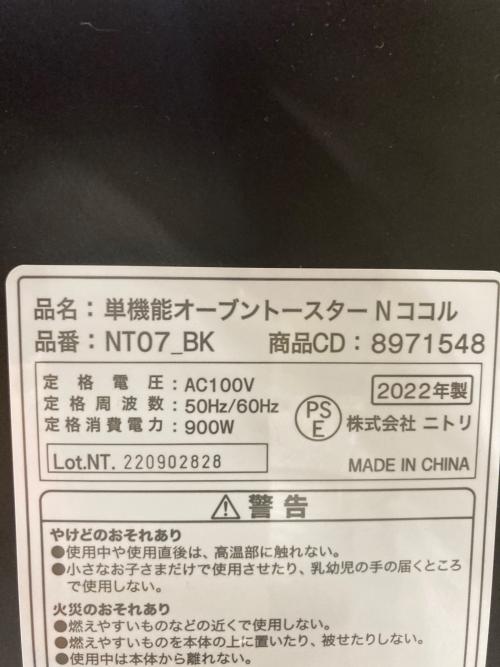 品名：単機能オーブントースター Nココル
品番：NT07_BK 商品CD：8971548
定格電圧：AC100V
2022年製
定格周波数：50Hz/60Hz
定格消費電力：900W
PSE 株式会社 ニトリ
Lot.NT. 220902828
MADE IN CHINA
⚠警告
やけどのおそれあり
●使用中や使用直後は、高温部に触れない。
●小さなお子さまだけで使用させたり、乳幼児の手の届くところ
で使用しない。
火災のおそれあり
●燃えやすいものなどの近くで使用しない。
●燃えやすいものを本体の上に置いたり、被せたりしない。
●使用中は本体から離れない。